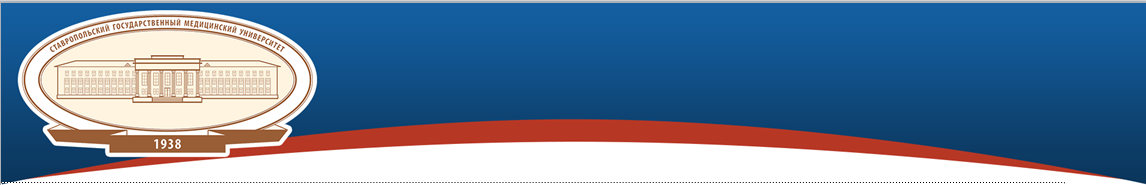 СТАВРОПОЛЬСКИЙ ГОСУДАРСТВЕННЫЙ МЕДИЦИНСКИЙ УНИВЕРСИТЕТ
1938